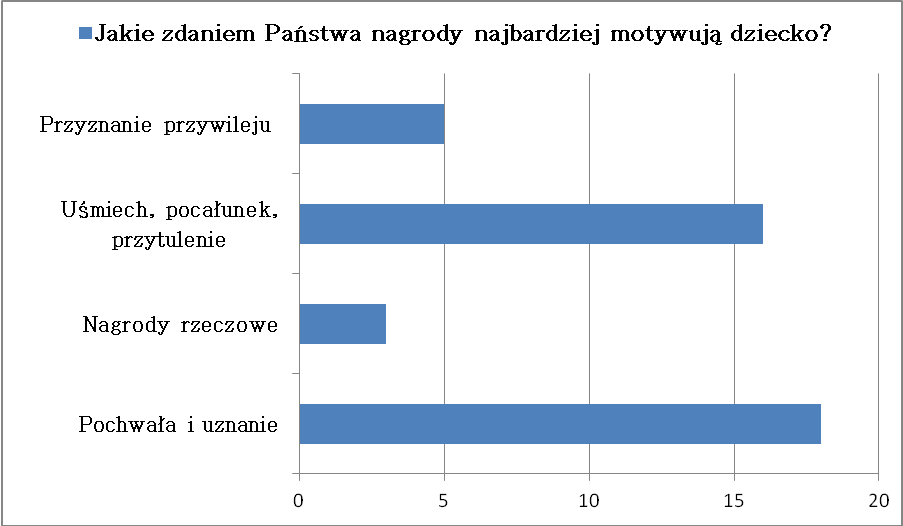 Jakie zdaniem Państwa nagrody najbardziej motywują dziecko?
Przyznanie przywileju
Uśmiech, pocałunek,
przytulenie
Nagrody rzeczowe
Pochwała i uznanie
0 5 10 15 20